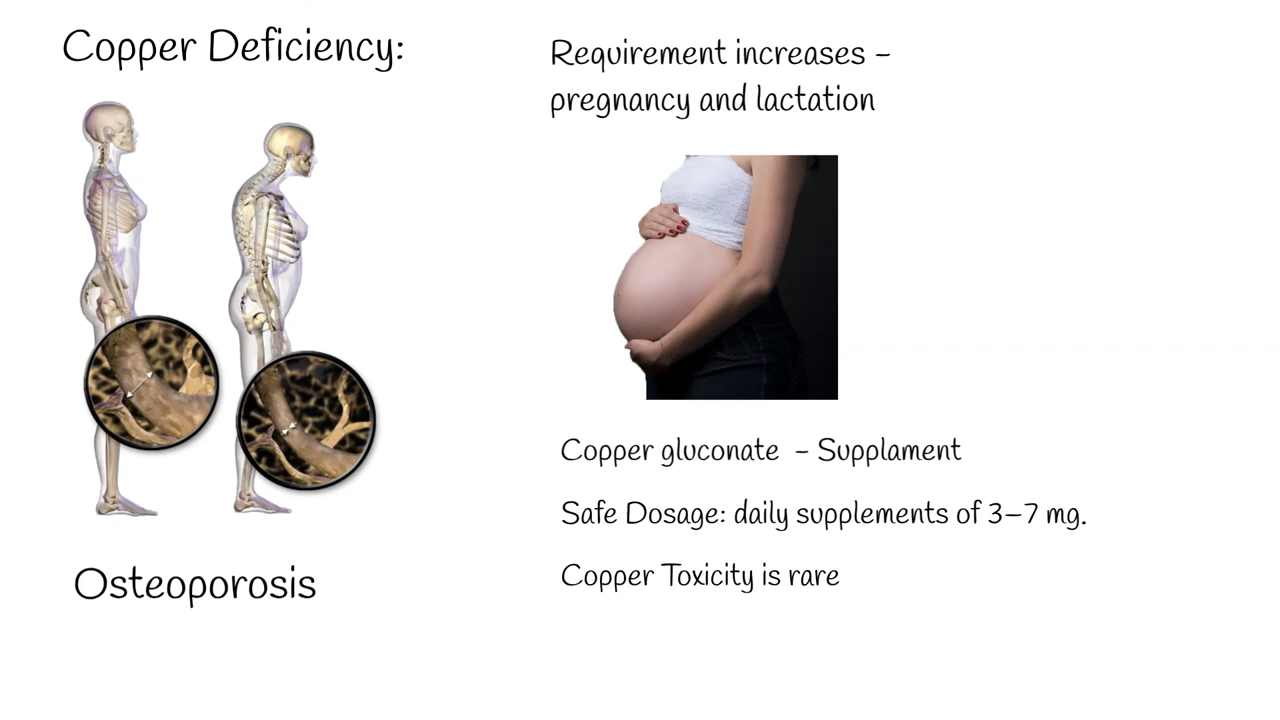 Copper Deficiency:
Osteoporosis
Requirement increases –
pregnancy and lactation
Copper gluconate – Supplament
Safe Dosage: daily supplements of 3–7 mg.
Copper Toxicity is rare